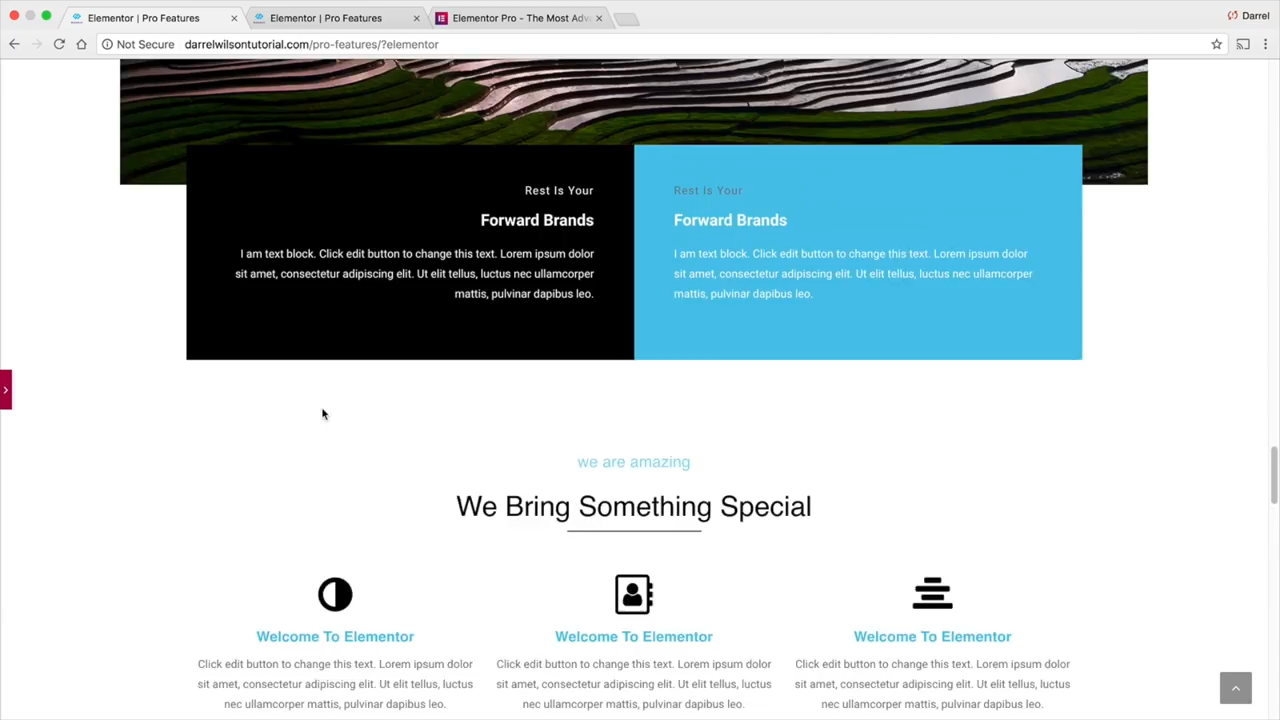 Elementor | Pro Features
Elementor | Pro Features
Elementor Pro - The Most Adv
Darrel
Not Secure
darrelwilsontutorial.com/pro-features/?elementor
Rest Is Your
Forward Brands
I am text block. Click edit button to change this text. Lorem ipsum dolor
sit amet, consectetur adipiscing elit. Ut elit tellus, luctus nec ullamcorper
mattis, pulvinar dapibus leo.
Rest Is Your
Forward Brands
I am text block. Click edit button to change this text. Lorem ipsum dolor
sit amet, consectetur adipiscing elit. Ut elit tellus, luctus nec ullamcorper
mattis, pulvinar dapibus leo.
we are amazing
We Bring Something Special
Welcome To Elementor
Click edit button to change this text. Lorem ipsum dolor
sit amet, consectetur adipiscing elit. Ut elit tellus, luctus
nec ullamcorper mattis, pulvinar dapibus leo.
Welcome To Elementor
Click edit button to change this text. Lorem ipsum dolor
sit amet, consectetur adipiscing elit. Ut elit tellus, luctus
nec ullamcorper mattis, pulvinar dapibus leo.
Welcome To Elementor
Click edit button to change this text. Lorem ipsum dolor
sit amet, consectetur adipiscing elit. Ut elit tellus, luctus
nec ullamcorper mattis, pulvinar dapibus leo.